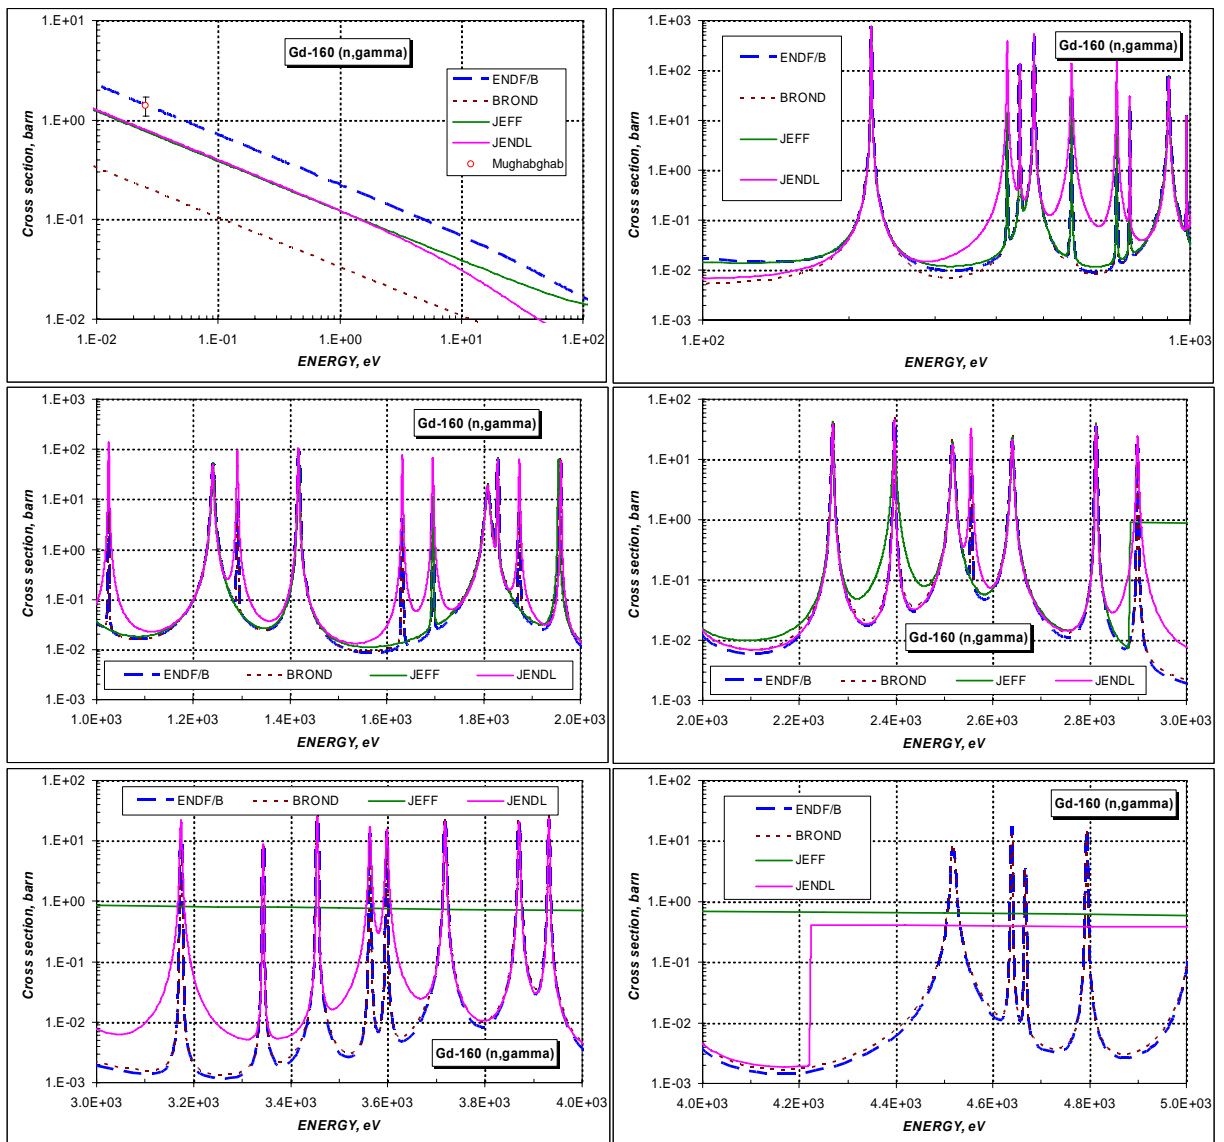 Gd-160 (n,gamma)
ENDF/B
BROND
JEFF
JENDL
Mughabghab
Cross section, barn
1.E+01
1.E+00
1.E-01
1.E-02
1.E-02 1.E-01 1.E+00 1.E+01 1.E+02
ENERGY, eV
Gd-160 (n,gamma)
ENDF/B
BROND
JEFF
JENDL
Cross section, barn
1.E+03
1.E+02
1.E+01
1.E+00
1.E-01
1.E-02
1.E-03
1.E+02 1.E+03
ENERGY, eV
Gd-160 (n,gamma)
Cross section, barn
1.E+03
1.E+02
1.E+01
1.E+00
1.E-01
1.E-02
1.E-03
ENDF/B BROND JEFF JENDL
1.0E+03 1.2E+03 1.4E+03 1.6E+03 1.8E+03 2.0E+03
ENERGY, eV
Cross section, barn
1.E+02
1.E+01
1.E+00
1.E-01
1.E-02
1.E-03
Gd-160 (n,gamma)
ENDF/B BROND JEFF JENDL
2.0E+03 2.2E+03 2.4E+03 2.6E+03 2.8E+03 3.0E+03
ENERGY, eV
ENDF/B BROND JEFF JENDL
Cross section, barn
1.E+02
1.E+01
1.E+00
1.E-01
1.E-02
1.E-03
Gd-160 (n,gamma)
3.0E+03 3.2E+03 3.4E+03 3.6E+03 3.8E+03 4.0E+03
ENERGY, eV
Gd-160 (n,gamma)
ENDF/B
BROND
JEFF
JENDL
Cross section, barn
1.E+02
1.E+01
1.E+00
1.E-01
1.E-02
1.E-03
4.0E+03 4.2E+03 4.4E+03 4.6E+03 4.8E+03 5.0E+03
ENERGY, eV